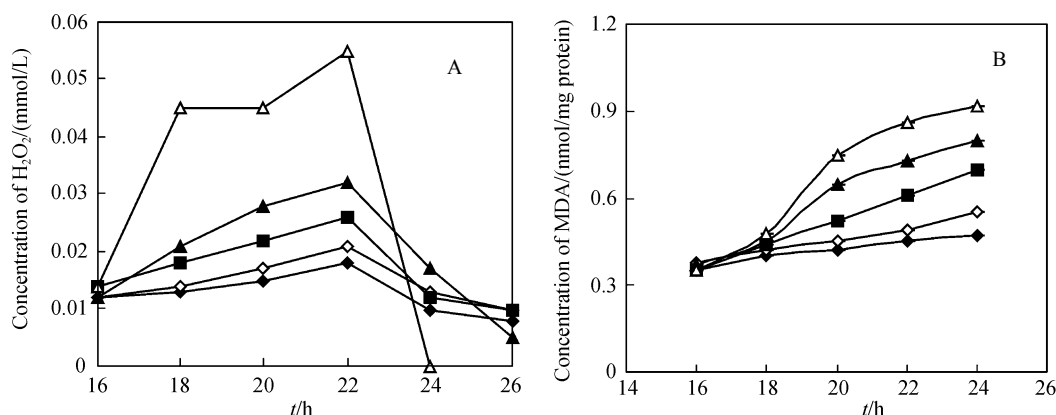 Concentration of H₂O₂/(mmol/L)
0.06
0.05
0.04
0.03
0.02
0.01
0
A
16 18 20 22 24 26
t/h
Concentration of MDA/(nmol/mg protein)
1.2
0.9
0.6
0.3
0
B
14 16 18 20 22 24 26
t/h